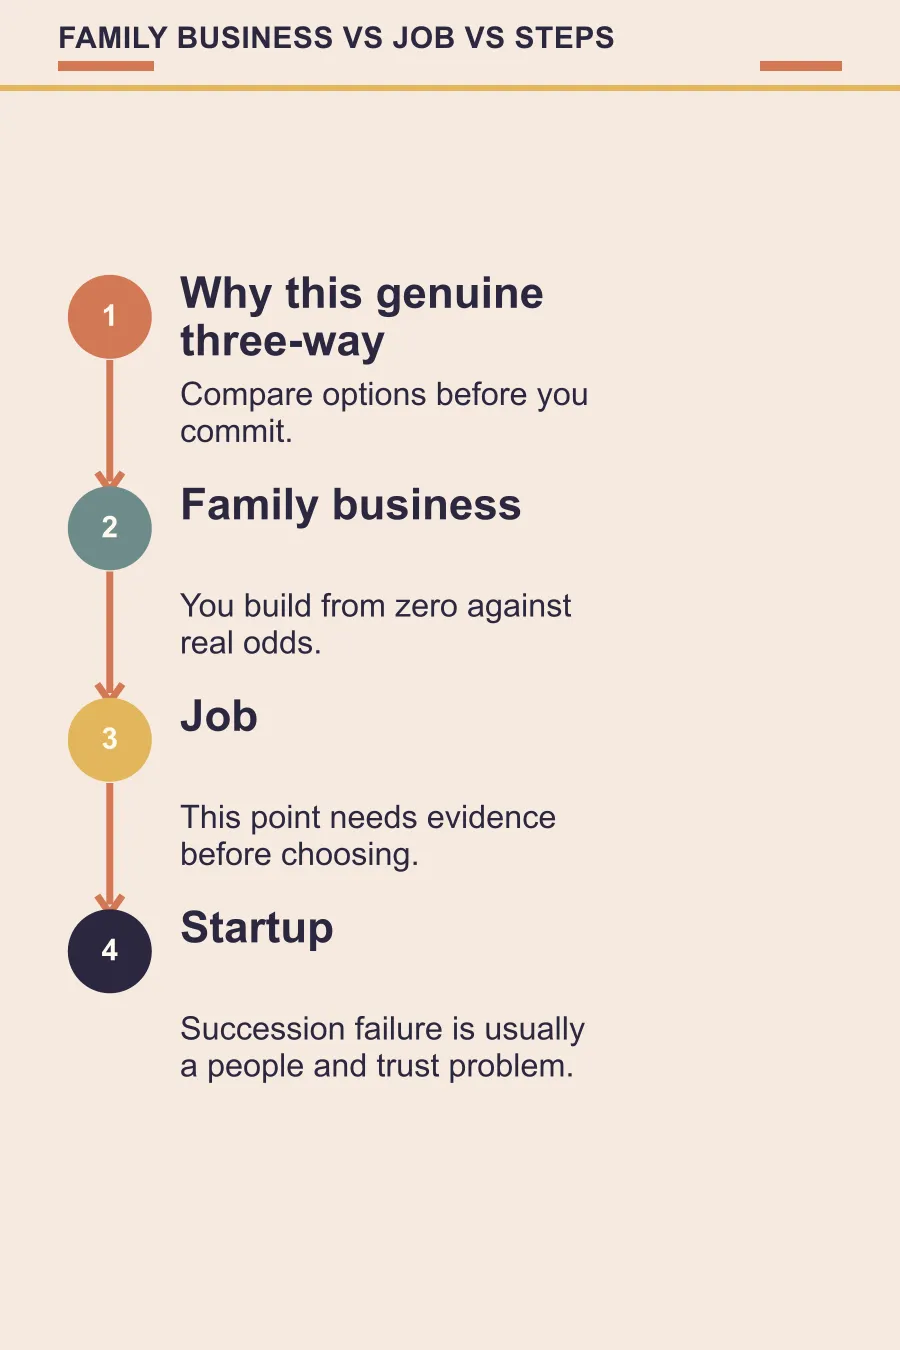 FAMILY BUSINESS VS JOB VS STEPS
1
Why this genuine
three-way
Compare options before you
commit.
2
Family business
You build from zero against
real odds.
3
Job
This point needs evidence
before choosing.
4
Startup
Succession failure is usually
a people and trust problem.